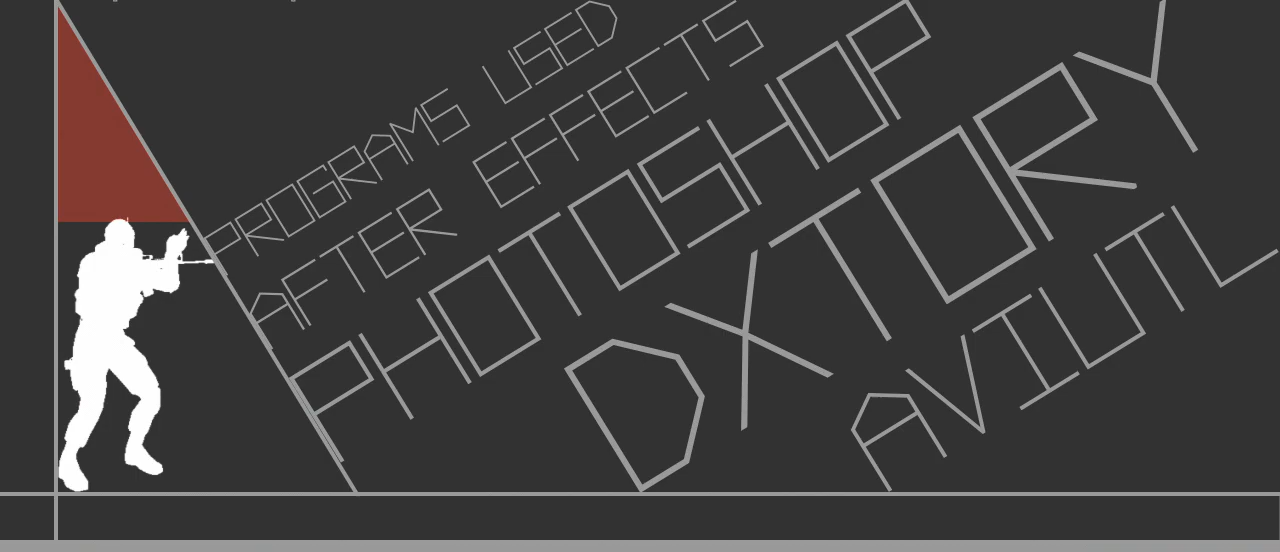 PROGRAMS USED
AFTER EFFECTS
PHOTOSHOP
DXTORY
AVIUTL